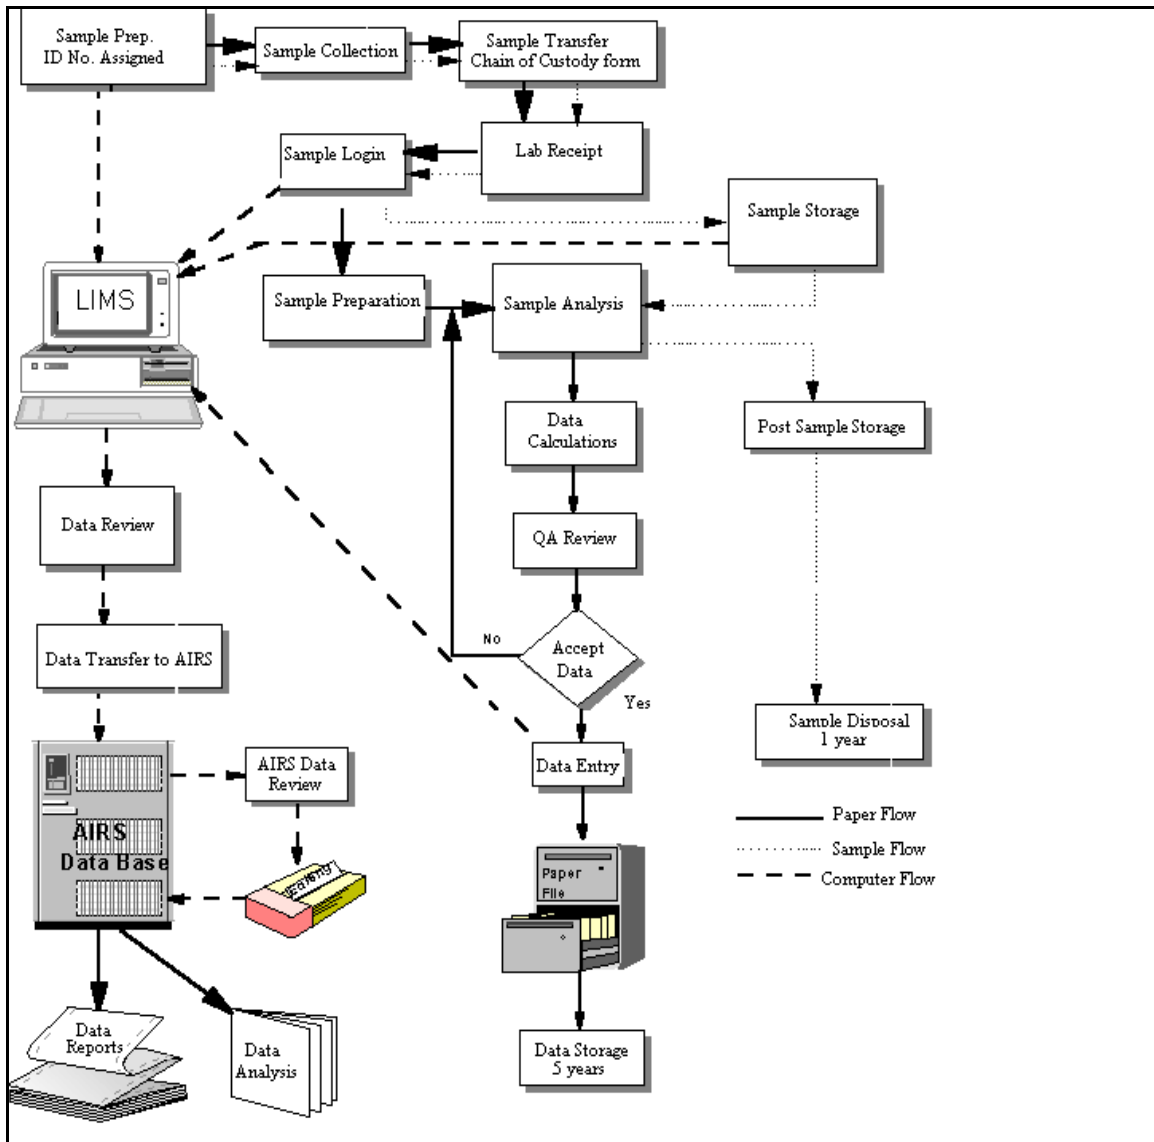 Sample Prep.
ID No. Assigned
Sample Collection
Sample Transfer
Chain of Custody form
Sample Login
Lab Receipt
Sample Storage
LIMS
Sample Preparation
Sample Analysis
Data
Calculations
Post Sample Storage
Data Review
QA Review
No
Accept
Data
Yes
Data Transfer to AIRS
Sample Disposal
1 year
AIRS Data
Review
Data Entry
AIRS
Data Base
Editing
Paper
File
Paper Flow
Sample Flow
Computer Flow
Data
Reports
Data
Analysis
Data Storage
5 years